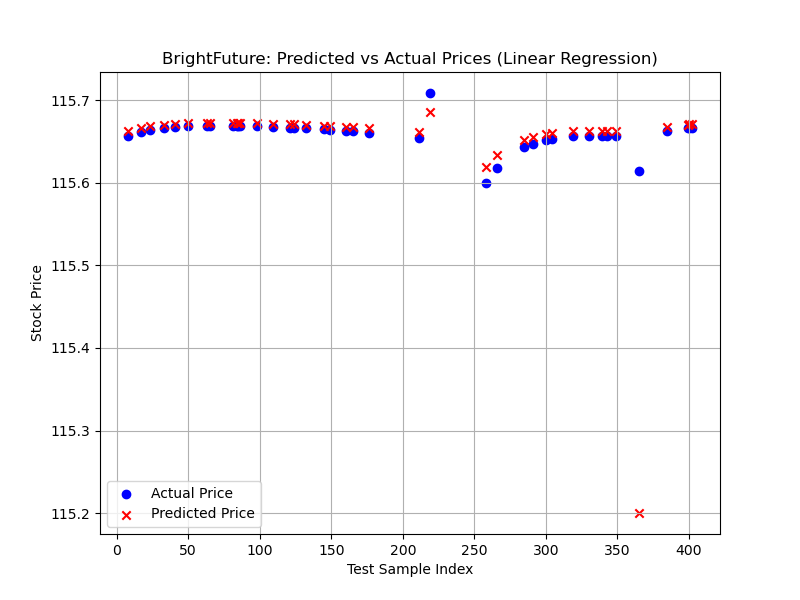 BrightFuture: Predicted vs Actual Prices (Linear Regression)
Stock Price
115.7
115.6
115.5
115.4
115.3
115.2
Actual Price
Predicted Price
0 50 100 150 200 250 300 350 400
Test Sample Index